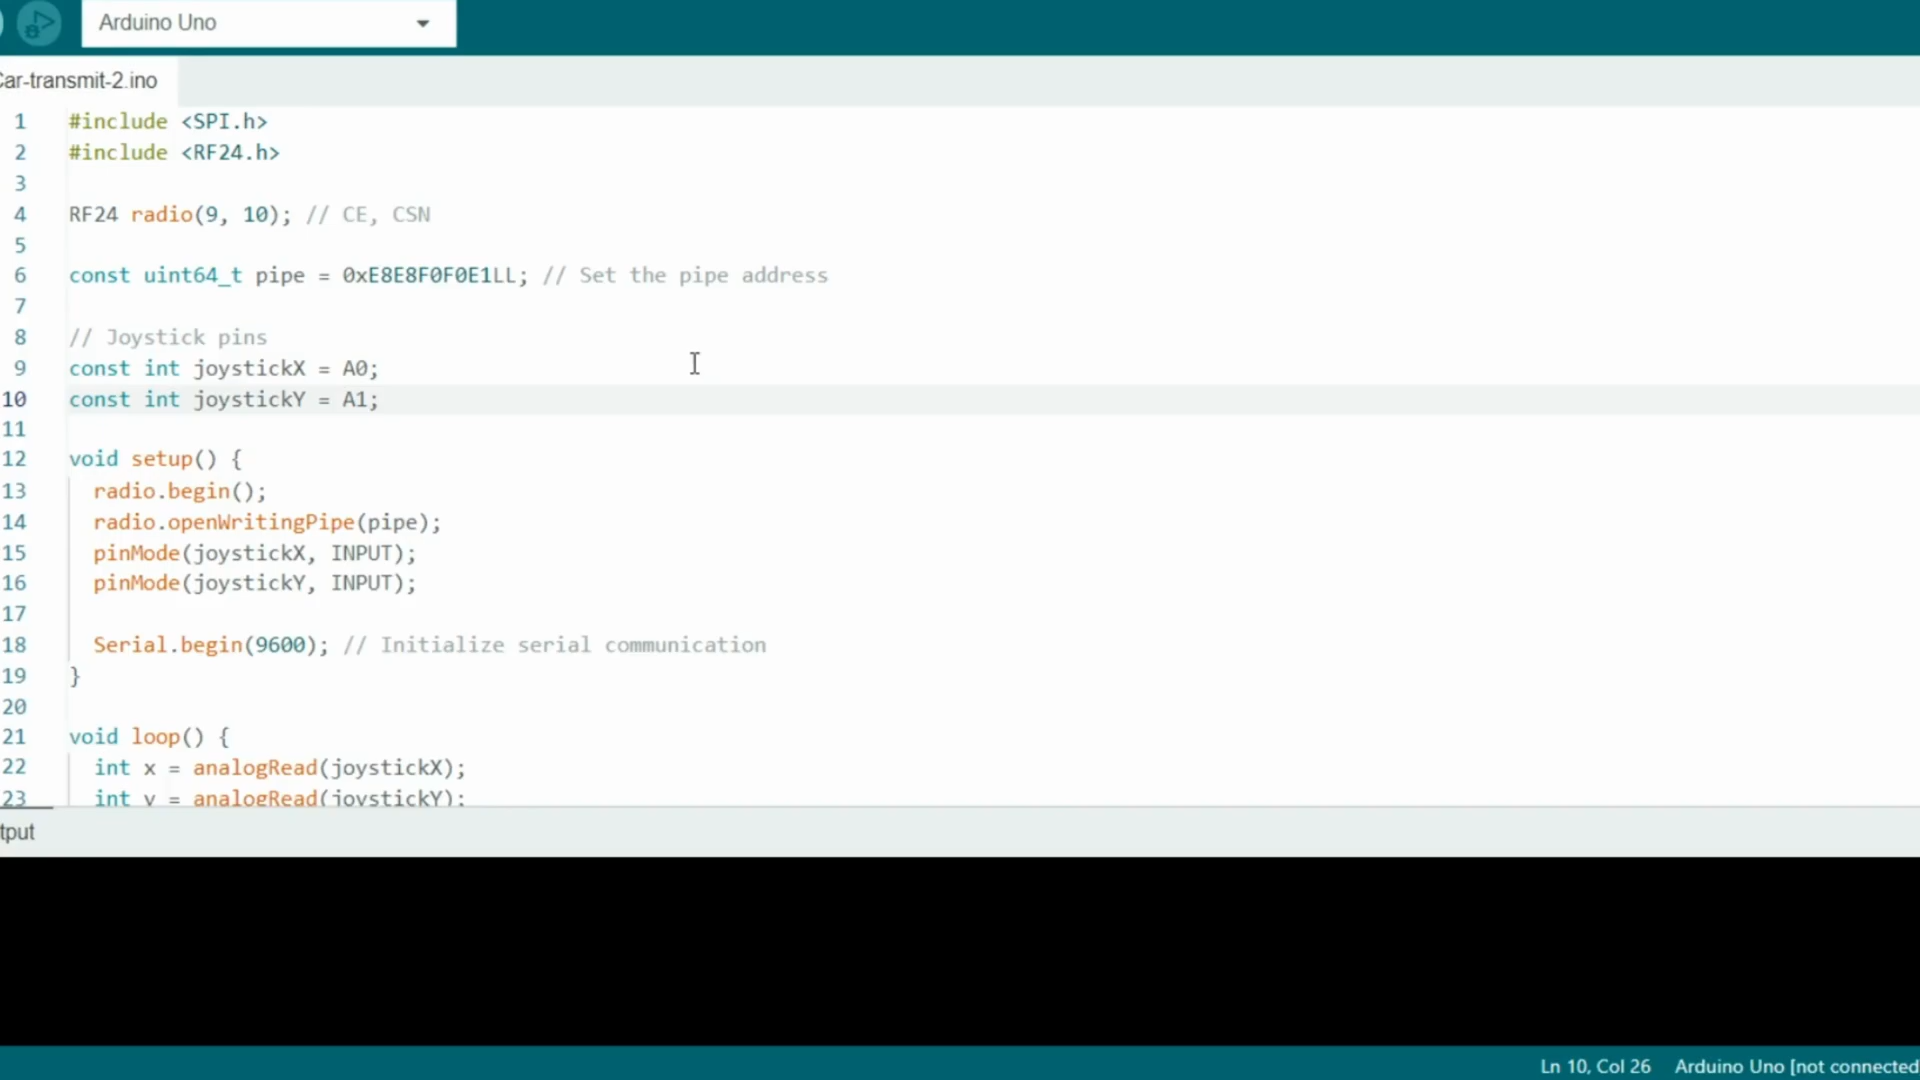 Arduino Uno
Car-transmit-2.ino
1 #include <SPI.h>
2 #include <RF24.h>
3
4 RF24 radio(9, 10); // CE, CSN
5
6 const uint64_t pipe = 0xE8E8F0F0E1LL; // Set the pipe address
7
8 // Joystick pins
9 const int joystickX = A0;
10 const int joystickY = A1;
11
12 void setup() {
13 radio.begin();
14 radio.openWritingPipe(pipe);
15 pinMode(joystickX, INPUT);
16 pinMode(joystickY, INPUT);
17
18 Serial.begin(9600); // Initialize serial communication
19 }
20
21 void loop() {
22 int x = analogRead(joystickX);
23 int y = analogRead(joystickY);
tput
Ln 10, Col 26 Arduino Uno [not connected